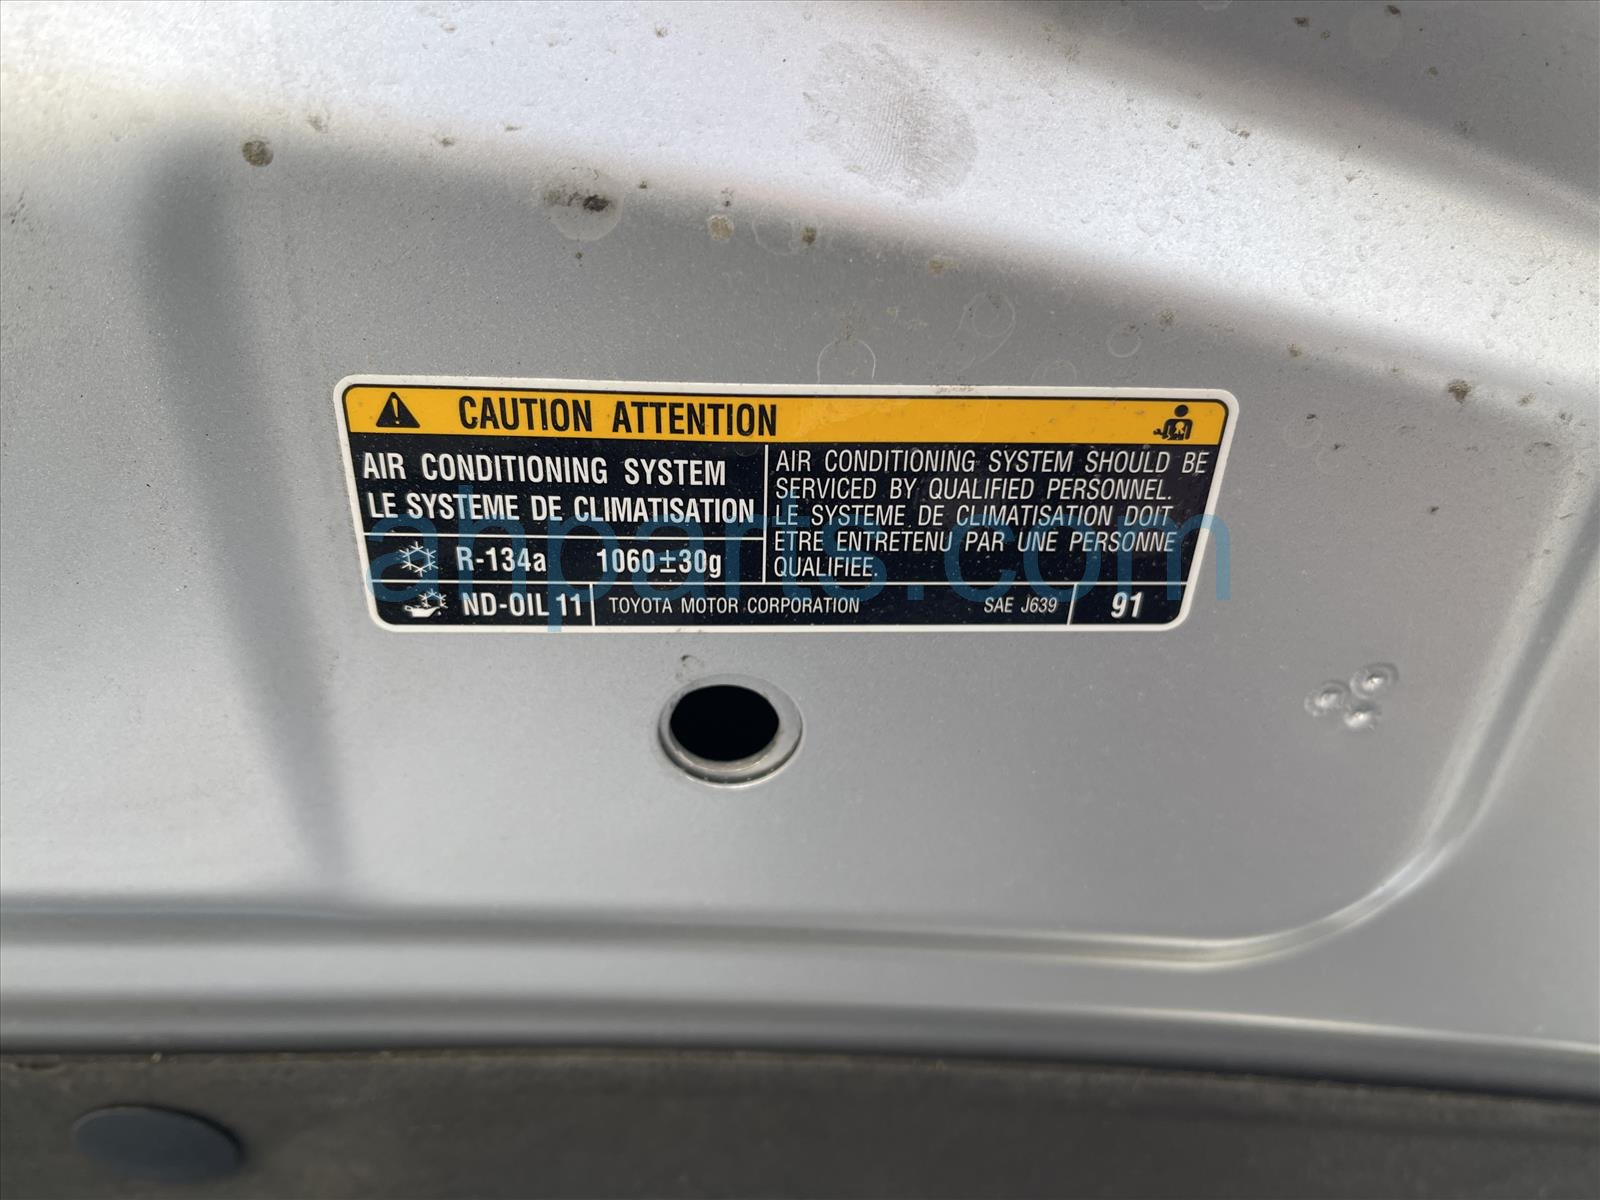 CAUTION ATTENTION
AIR CONDITIONING SYSTEM
LE SYSTEME DE CLIMATISATION
R-134a 1060±30g
AIR CONDITIONING SYSTEM SHOULD BE
SERVICED BY QUALIFIED PERSONNEL.
LE SYSTEME DE CLIMATISATION DOIT
ETRE ENTRETENU PAR UNE PERSONNE
QUALIFIEE.
ND-OIL 11 TOYOTA MOTOR CORPORATION SAE J639 91
ahparts.com